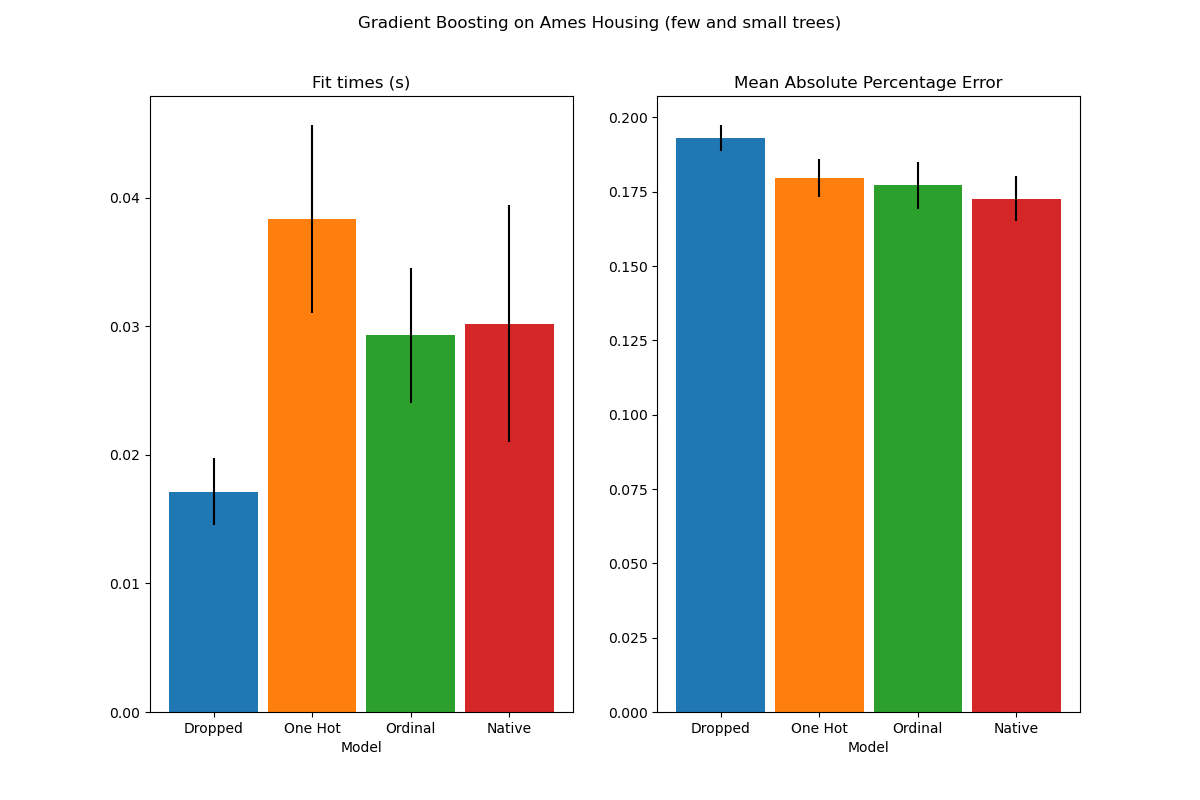 Gradient Boosting on Ames Housing (few and small trees)
Fit times (s)
0.04
0.03
0.02
0.01
0.00
Dropped One Hot Ordinal Native
Model
Mean Absolute Percentage Error
0.200
0.175
0.150
0.125
0.100
0.075
0.050
0.025
0.000
Dropped One Hot Ordinal Native
Model